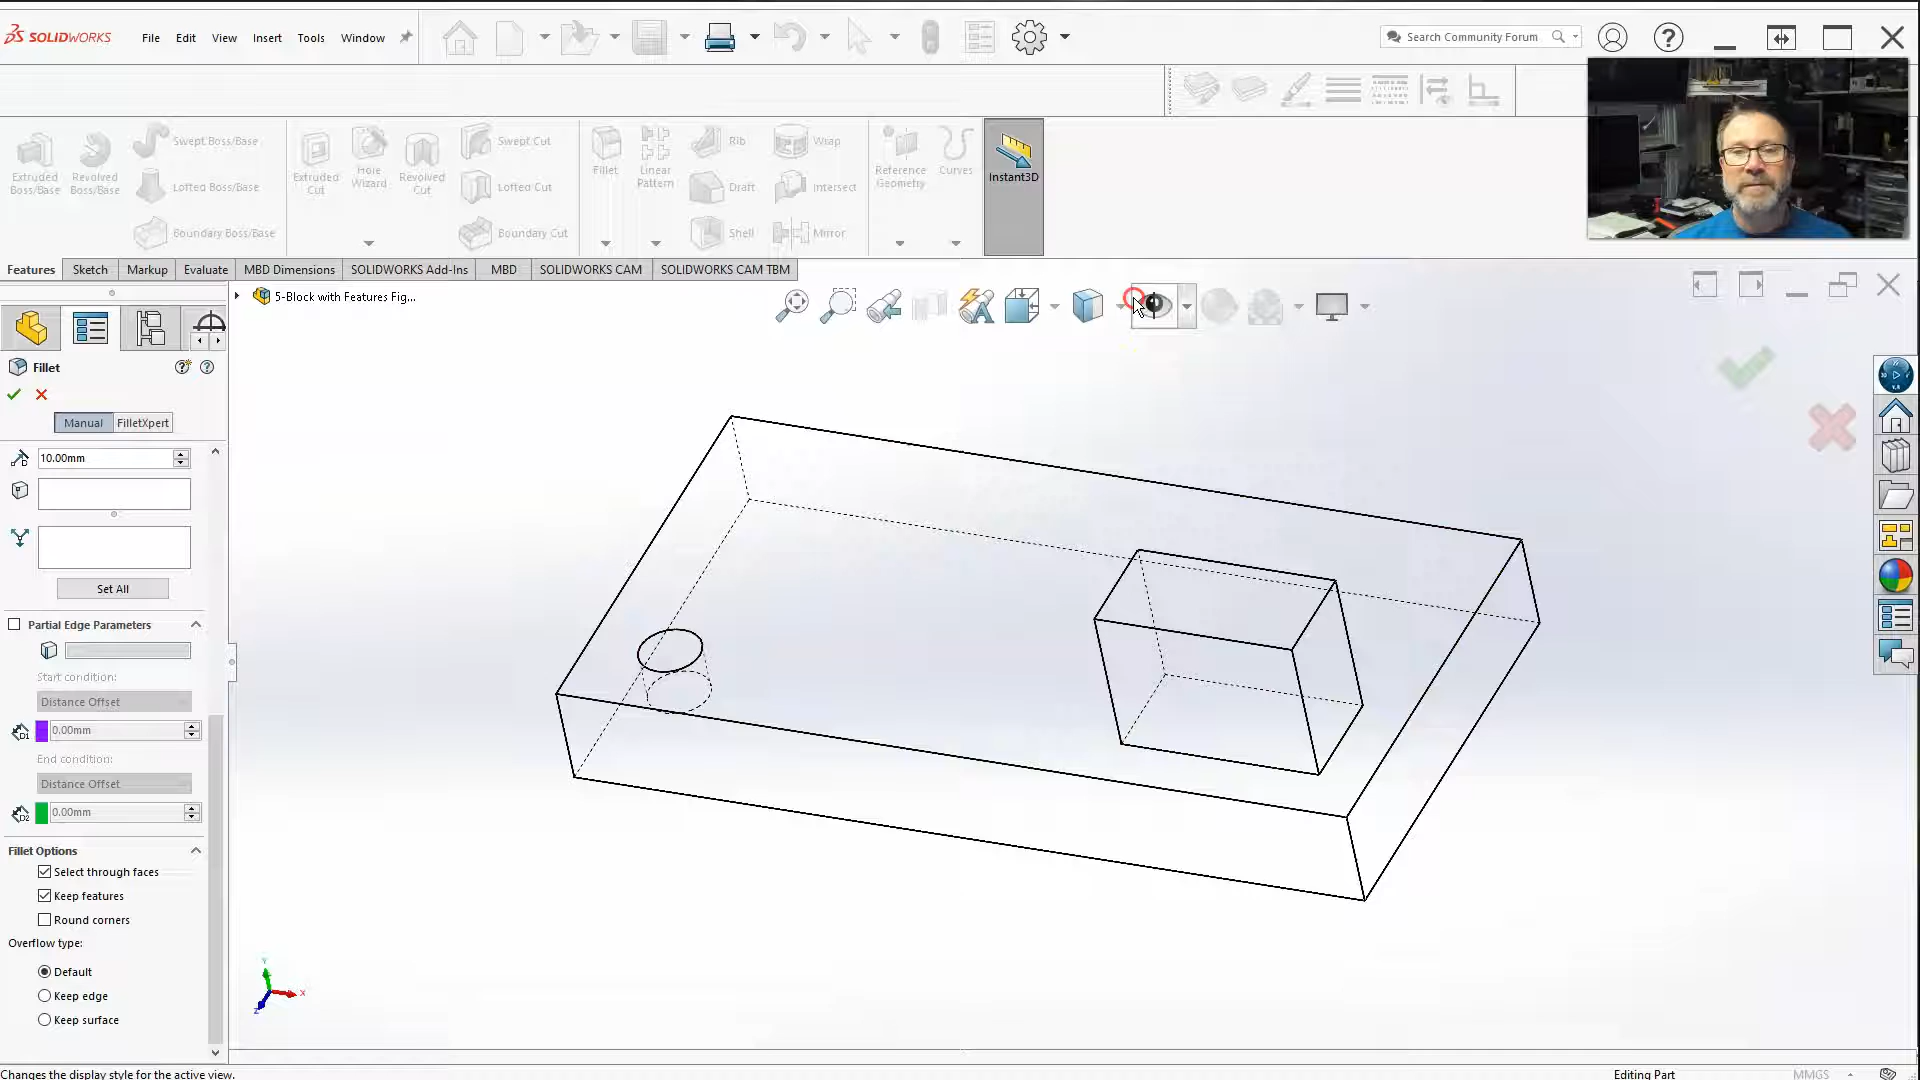 SOLIDWORKS
File Edit View Insert Tools Window
Search Community Forum
Extruded Boss/Base
Revolved Boss/Base
Swept Boss/Base
Lofted Boss/Base
Boundary Boss/Base
Extruded Cut
Hole Wizard
Revolved Cut
Swept Cut
Lofted Cut
Boundary Cut
Fillet
Linear Pattern
Rib
Draft
Shell
Wrap
Intersect
Mirror
Reference Geometry
Curves
Instant3D
Features Sketch Markup Evaluate MBD Dimensions SOLIDWORKS Add-Ins MBD SOLIDWORKS CAM SOLIDWORKS CAM TBM
5-Block with Features Fig...
Fillet
Manual FilletXpert
10.00mm
Set All
Partial Edge Parameters
Start condition:
Distance Offset
D1 0.00mm
End condition:
Distance Offset
D2 0.00mm
Fillet Options
Select through faces
Keep features
Round corners
Overflow type:
Default
Keep edge
Keep surface
Y
X
Z
Changes the display style for the active view.
Editing Part
MMGS